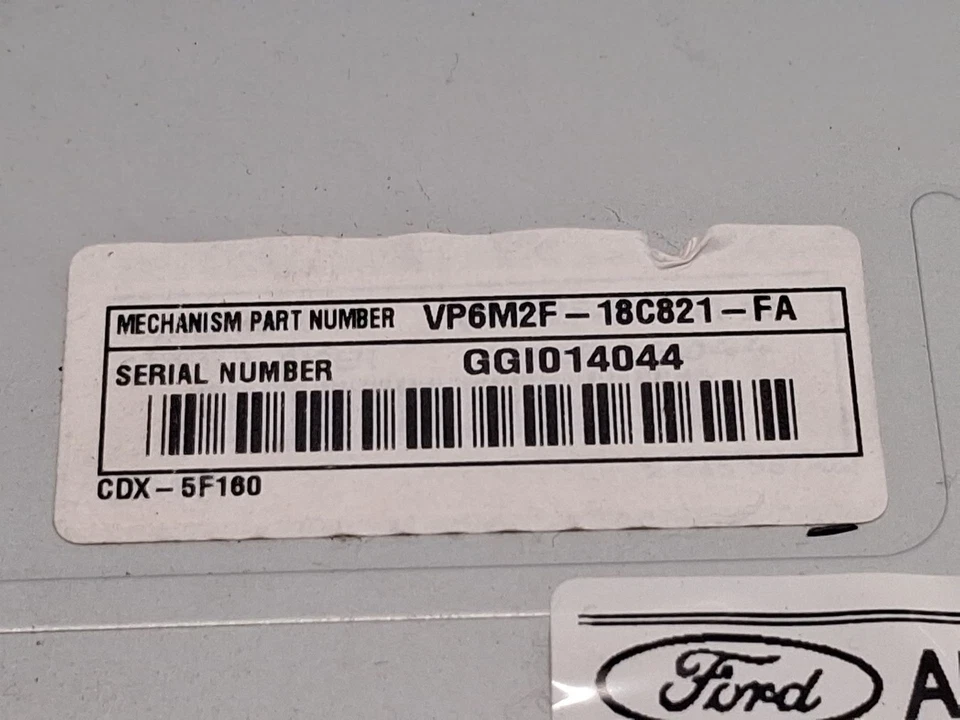 MECHANISM PART NUMBER VP6M2F-18C821-FA
SERIAL NUMBER GGI014044
CDX-5F160
Ford